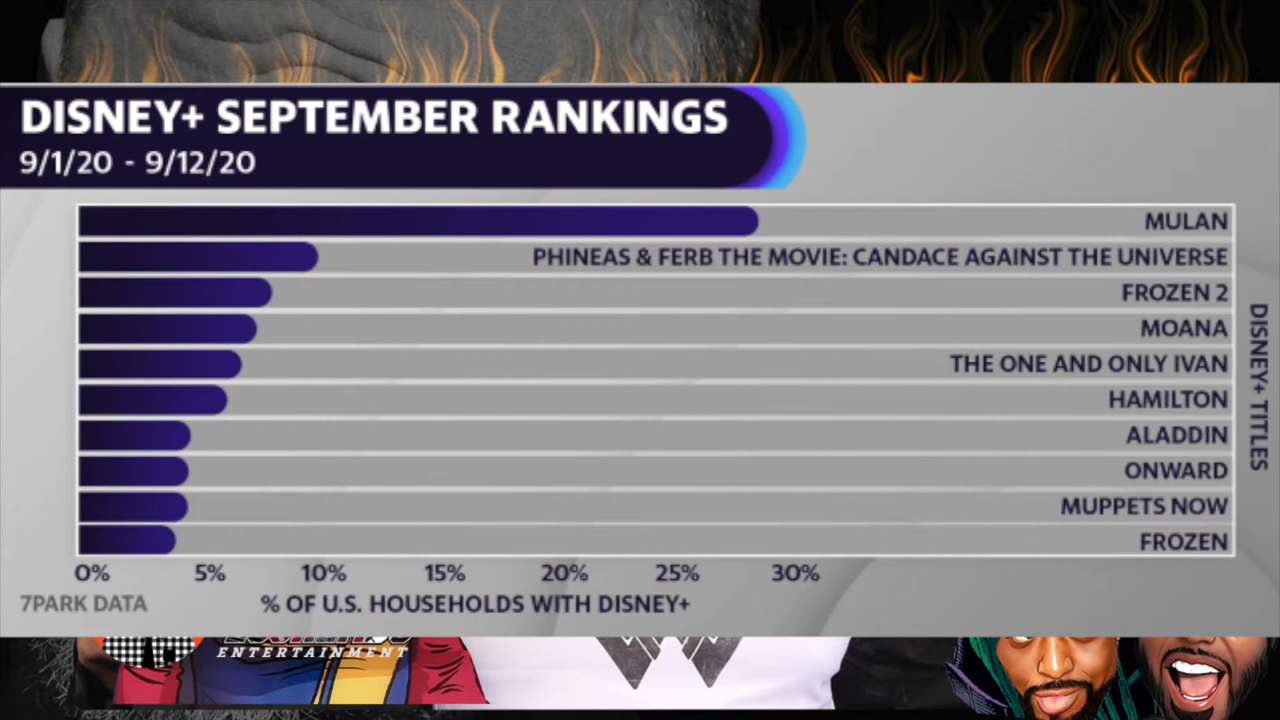 DISNEY+ SEPTEMBER RANKINGS
9/1/20 - 9/12/20
MULAN
PHINEAS & FERB THE MOVIE: CANDACE AGAINST THE UNIVERSE
FROZEN 2
MOANA
THE ONE AND ONLY IVAN
HAMILTON
ALADDIN
ONWARD
MUPPETS NOW
FROZEN
DISNEY+ TITLES
0% 5% 10% 15% 20% 25% 30%
7PARK DATA % OF U.S. HOUSEHOLDS WITH DISNEY+
ENTERTAINMENT